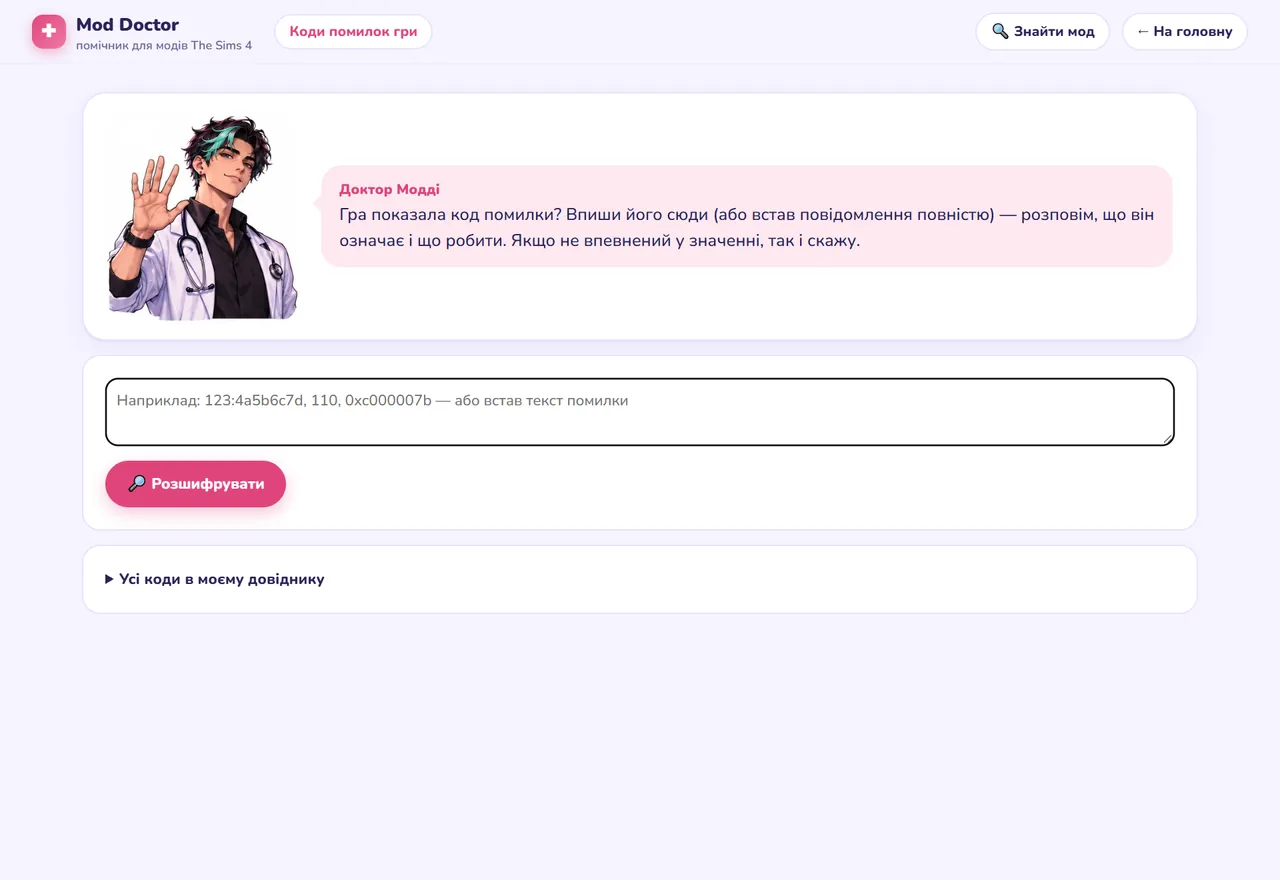 Mod Doctor
помічник для модів The Sims 4
Коди помилок гри
🔍 Знайти мод
← На головну
Доктор Модді
Гра показала код помилки? Впиши його сюди (або встав повідомлення повністю) — розповім, що він
означає і що робити. Якщо не впевнений у значенні, так і скажу.
Наприклад: 123:4a5b6c7d, 110, 0xc000007b — або встав текст помилки
🔎 Розшифрувати
▶ Усі коди в моєму довіднику